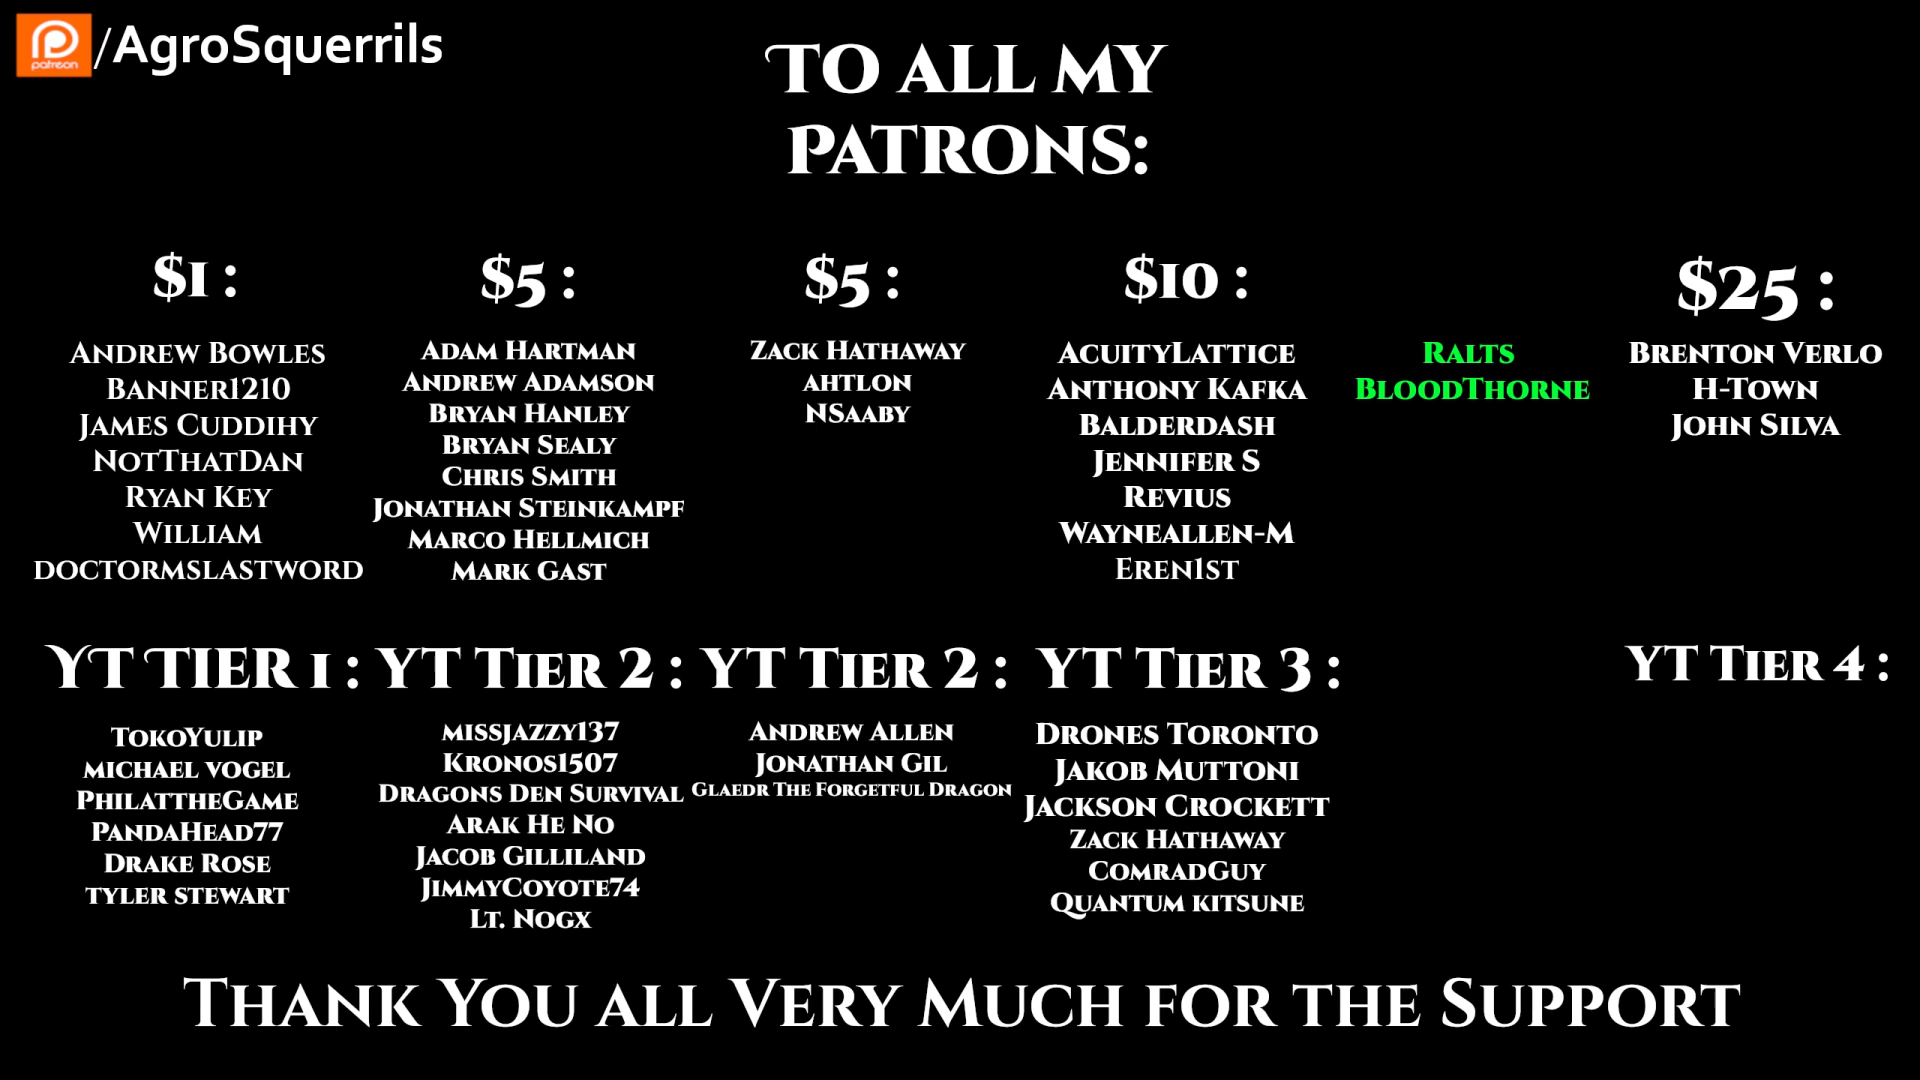 patreon
/AgroSquerrils
To all my
Patrons:
$1 :
Andrew Bowles
Banner1210
James Cuddihy
NotThatDan
Ryan Key
William
doctormslastword
$5 :
Adam Hartman
Andrew Adamson
Bryan Hanley
Bryan Sealy
Chris Smith
Jonathan Steinkampf
Marco Hellmich
Mark Gast
$5 :
Zack Hathaway
ahtlon
NSaaby
$10 :
AcuityLattice
Anthony Kafka
Balderdash
Jennifer S
Revius
Wayneallen-M
Eren1st
Ralts
BloodThorne
$25 :
Brenton Verlo
H-Town
John Silva
YT Tier 1 :
TokoYulip
michael vogel
PhilattheGame
PandaHead77
Drake Rose
tyler stewart
YT Tier 2 :
missjazzy137
Kronos1507
Dragons Den Survival
Arak He No
Jacob Gilliland
JimmyCoyote74
Lt. Nogx
YT Tier 2 :
Andrew Allen
Jonathan Gil
Glaedr The Forgetful Dragon
YT Tier 3 :
Drones Toronto
Jakob Muttoni
Jackson Crockett
Zack Hathaway
ComradGuy
Quantum kitsune
YT Tier 4 :
Thank You all Very Much for the Support